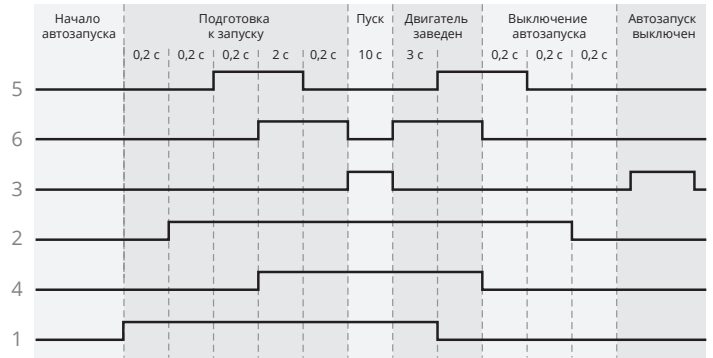 Начало
автозапуска
Подготовка
к запуску
Пуск
Двигатель
заведен
Выключение
автозапуска
Автозапуск
выключен
0,2 с 0,2 с 0,2 с 2 с 0,2 с 10 с 3 с 0,2 с 0,2 с 0,2 с
5
6
3
2
4
1